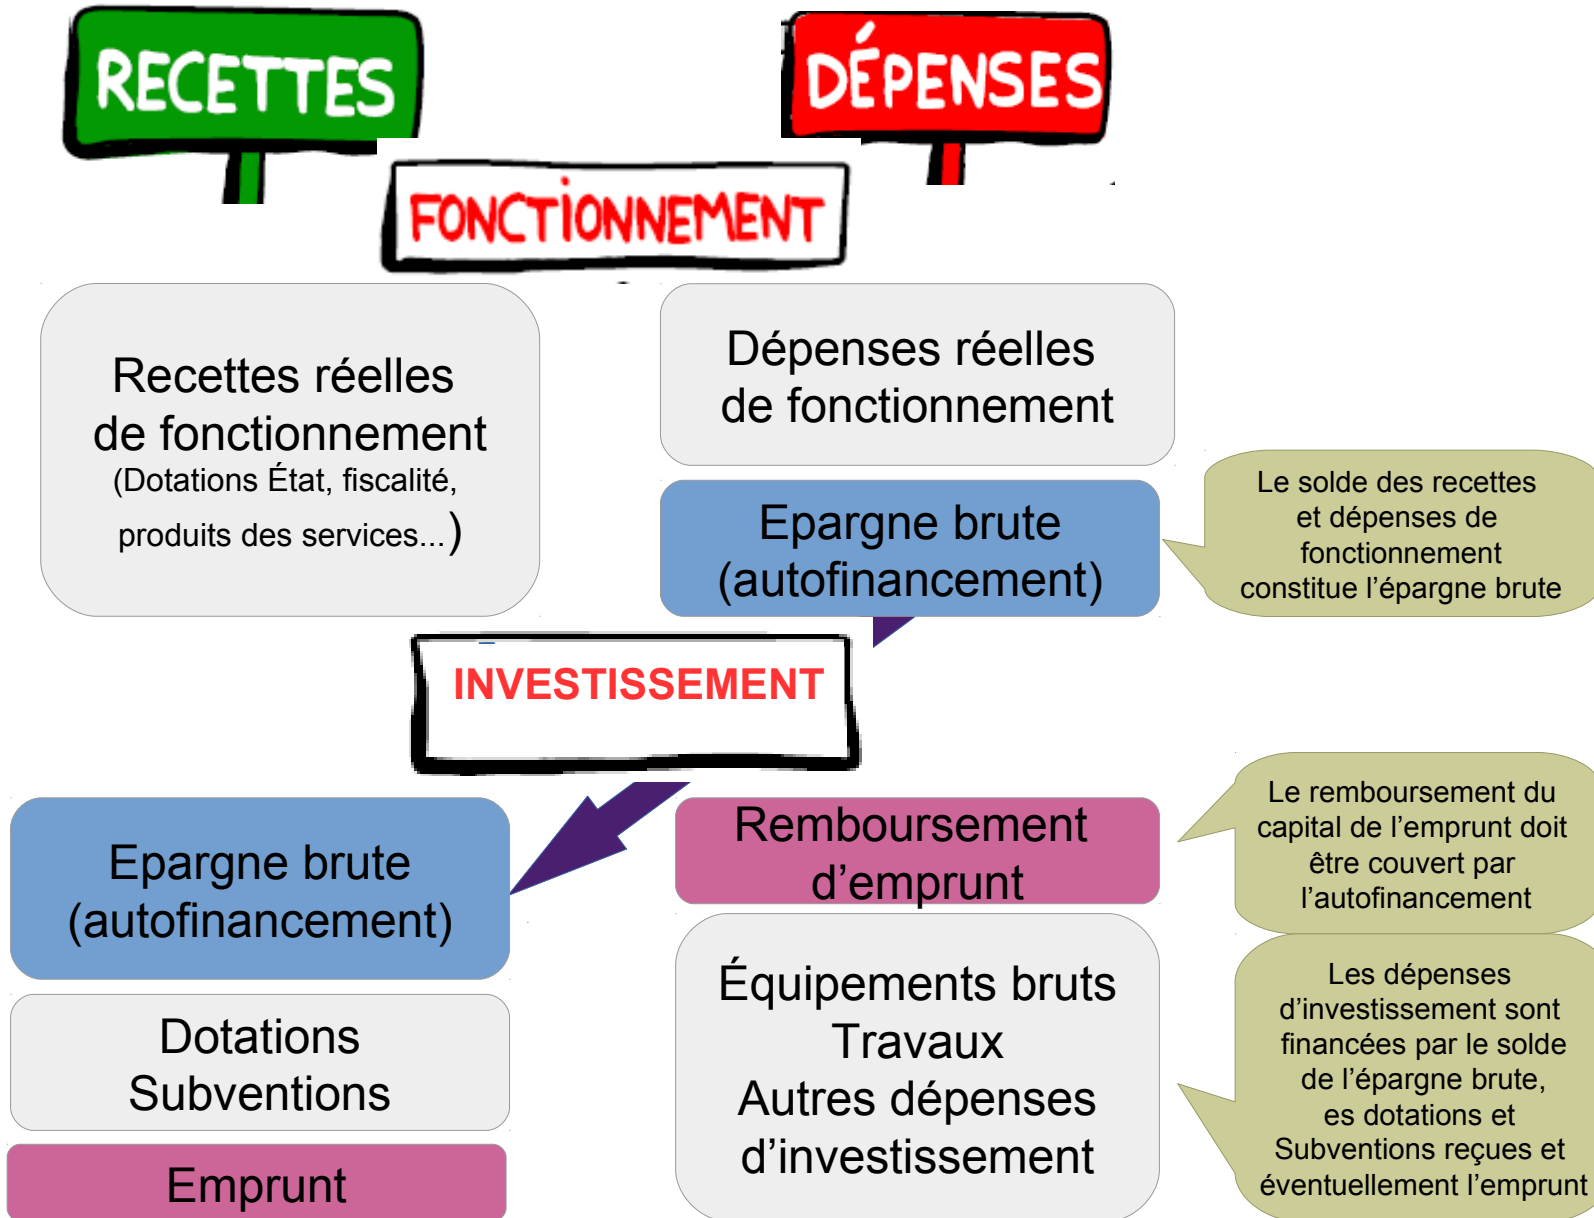 RECETTES
DÉPENSES
FONCTIONNEMENT
Recettes réelles
de fonctionnement
(Dotations État, fiscalité,
produits des services...)
Dépenses réelles
de fonctionnement
Epargne brute
(autofinancement)
Le solde des recettes
et dépenses de
fonctionnement
constitue l’épargne brute
INVESTISSEMENT
Epargne brute
(autofinancement)
Dotations
Subventions
Emprunt
Remboursement
d’emprunt
Équipements bruts
Travaux
Autres dépenses
d’investissement
Le remboursement du
capital de l’emprunt doit
être couvert par
l’autofinancement
Les dépenses
d’investissement sont
financées par le solde
de l’épargne brute,
es dotations et
Subventions reçues et
éventuellement l’emprunt